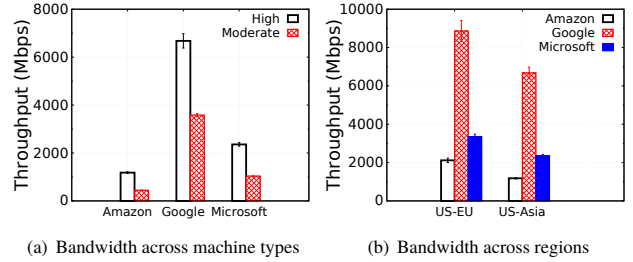 Throughput (Mbps)
8000
6000
4000
2000
0
High
Moderate
Amazon Google Microsoft
(a) Bandwidth across machine types
Throughput (Mbps)
10000
8000
6000
4000
2000
0
Amazon
Google
Microsoft
US-EU US-Asia
(b) Bandwidth across regions